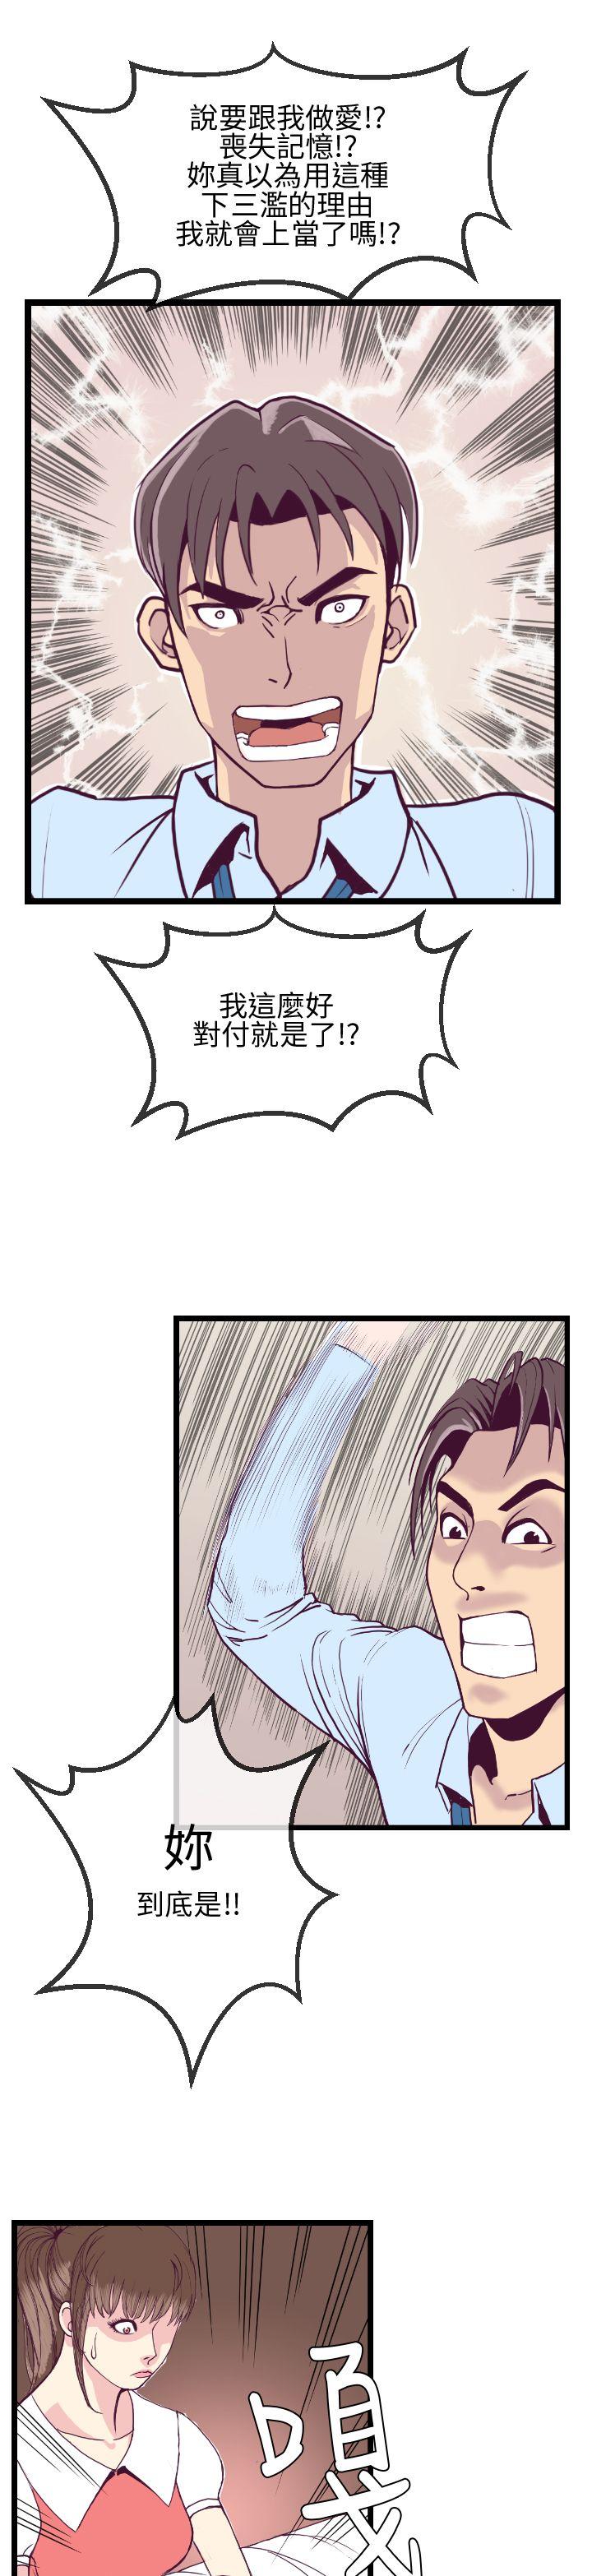 說要跟我做愛!?
喪失記憶!?
妳真以為用這種
下三濫的理由
我就會上當了嗎!?
我這麼好
對付就是了!?
妳
到底是!!